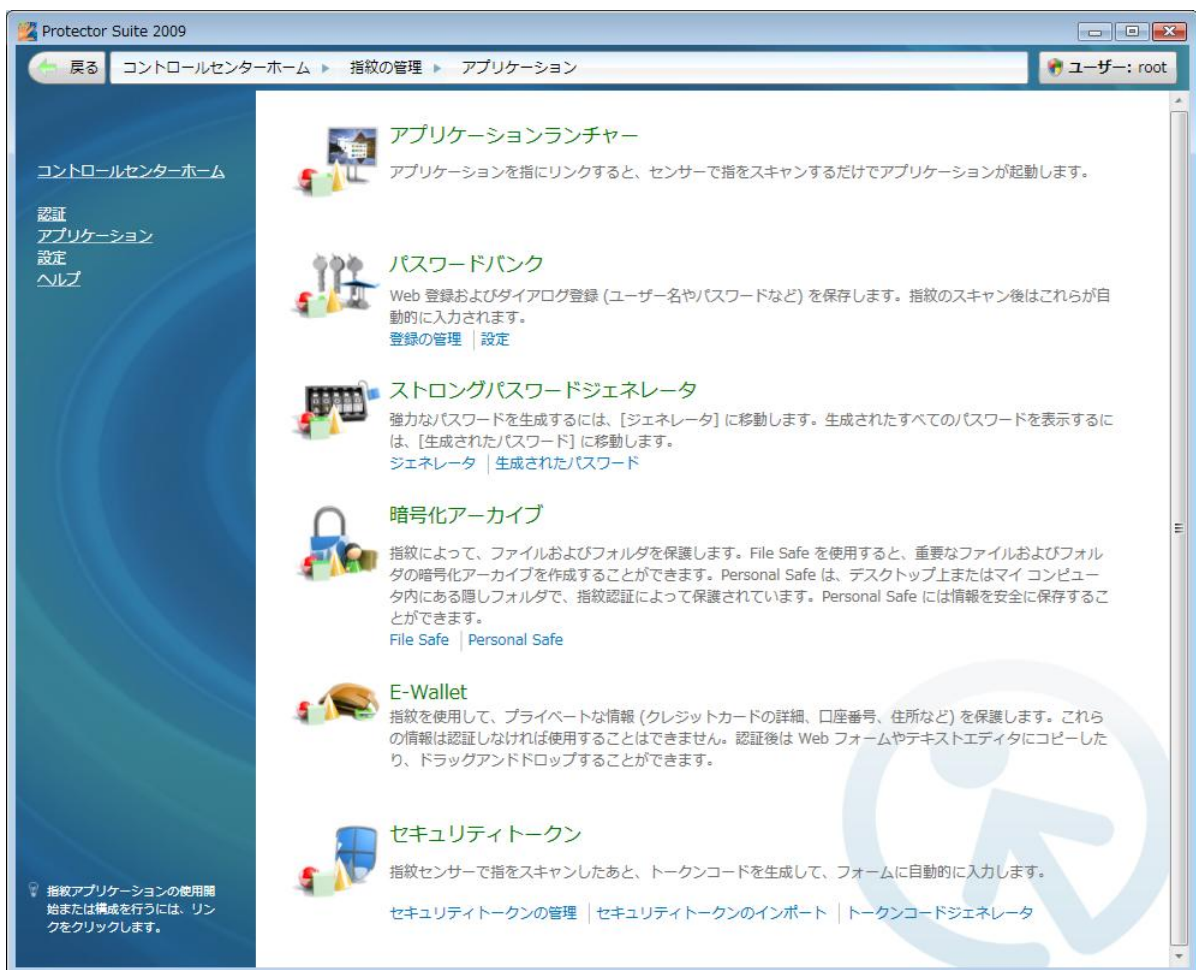 Protector Suite 2009
戻る
コントロールセンターホーム ▶ 指紋の管理 ▶ アプリケーション
ユーザー: root
コントロールセンターホーム
認証
アプリケーション
設定
ヘルプ
アプリケーションランチャー
アプリケーションを指にリンクすると、センサーで指をスキャンするだけでアプリケーションが起動します。
パスワードバンク
Web 登録およびダイアログ登録 (ユーザー名やパスワードなど) を保存します。指紋のスキャン後はこれらが自
動的に入力されます。
登録の管理 | 設定
ストロングパスワードジェネレータ
強力なパスワードを生成するには、[ジェネレータ] に移動します。生成されたすべてのパスワードを表示するに
は、[生成されたパスワード] に移動します。
ジェネレータ | 生成されたパスワード
暗号化アーカイブ
指紋によって、ファイルおよびフォルダを保護します。File Safe を使用すると、重要なファイルおよびフォル
ダの暗号化アーカイブを作成することができます。Personal Safe は、デスクトップ上またはマイ コンピュー
タ内にある隠しフォルダで、指紋認証によって保護されています。Personal Safe には情報を安全に保存するこ
とができます。
File Safe | Personal Safe
E-Wallet
指紋を使用して、プライベートな情報 (クレジットカードの詳細、口座番号、住所など) を保護します。これら
の情報は認証しなければ使用することはできません。認証後は Web フォームやテキストエディタにコピーした
り、ドラッグアンドドロップすることができます。
セキュリティトークン
指紋センサーで指をスキャンしたあと、トークンコードを生成して、フォームに自動的に入力します。
セキュリティトークンの管理 | セキュリティトークンのインポート | トークンコードジェネレータ
指紋アプリケーションの使用開
始または構成を行うには、リン
クをクリックします。